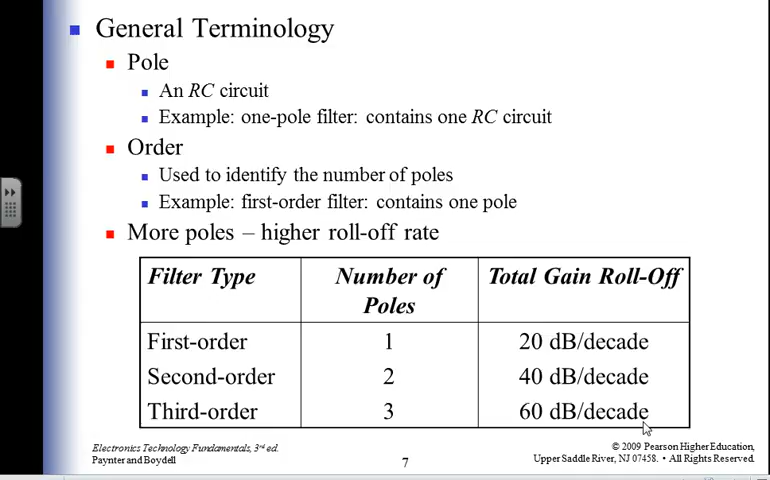 General Terminology
Pole
An RC circuit
Example: one-pole filter: contains one RC circuit
Order
Used to identify the number of poles
Example: first-order filter: contains one pole
More poles – higher roll-off rate
Filter Type Number of Poles Total Gain Roll-Off
First-order 1 20 dB/decade
Second-order 2 40 dB/decade
Third-order 3 60 dB/decade
Electronics Technology Fundamentals, 3rd ed.
Paynter and Boydell
7
© 2009 Pearson Higher Education,
Upper Saddle River, NJ 07458. • All Rights Reserved.